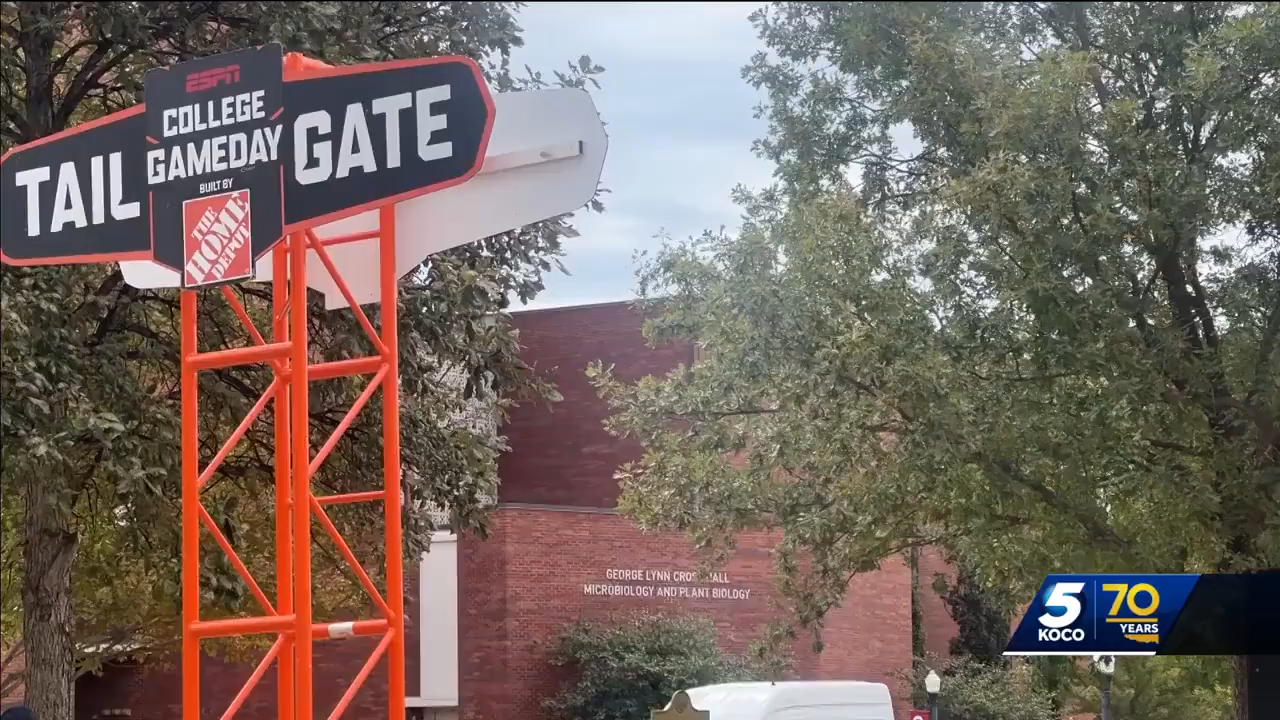 ESPN
COLLEGE
GAMEDAY
TAIL GATE
BUILT BY
THE
HOME
DEPOT
GEORGE LYNN HALL
MICROBIOLOGY AND PLANT BIOLOGY
5
KOCO
70
YEARS